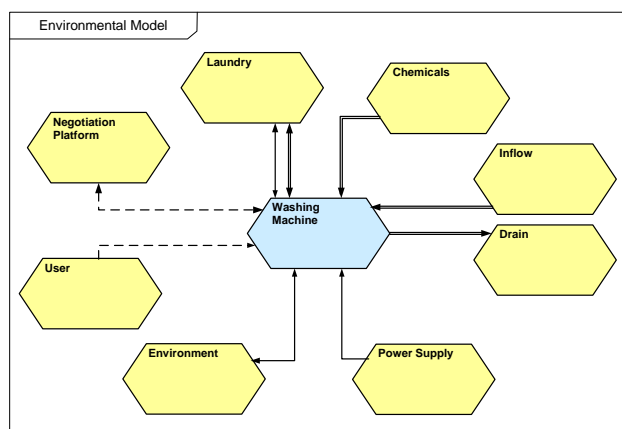 Environmental Model
Laundry
Chemicals
Negotiation
Platform
Inflow
Washing
Machine
Drain
User
Environment
Power Supply